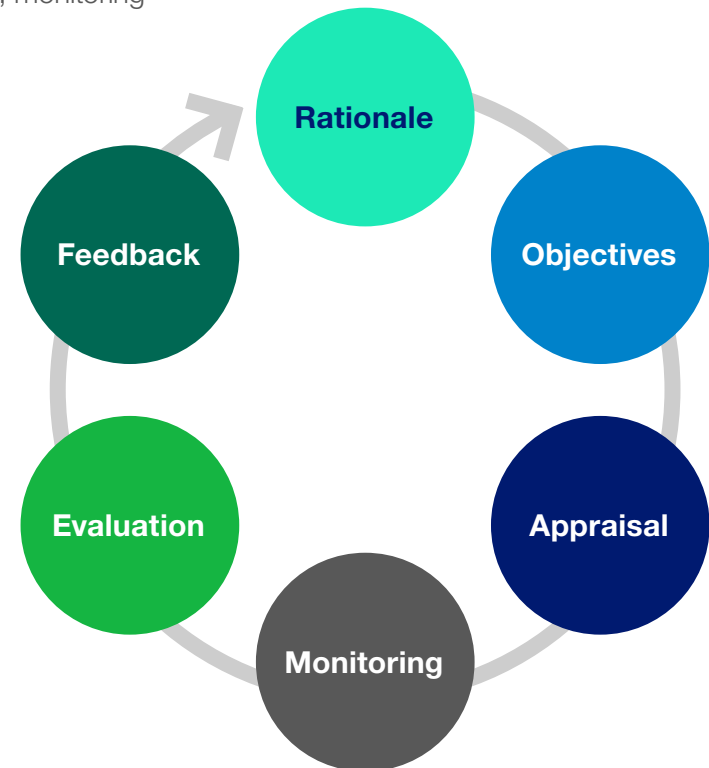 , monitoring
Rationale
Objectives
Appraisal
Monitoring
Evaluation
Feedback